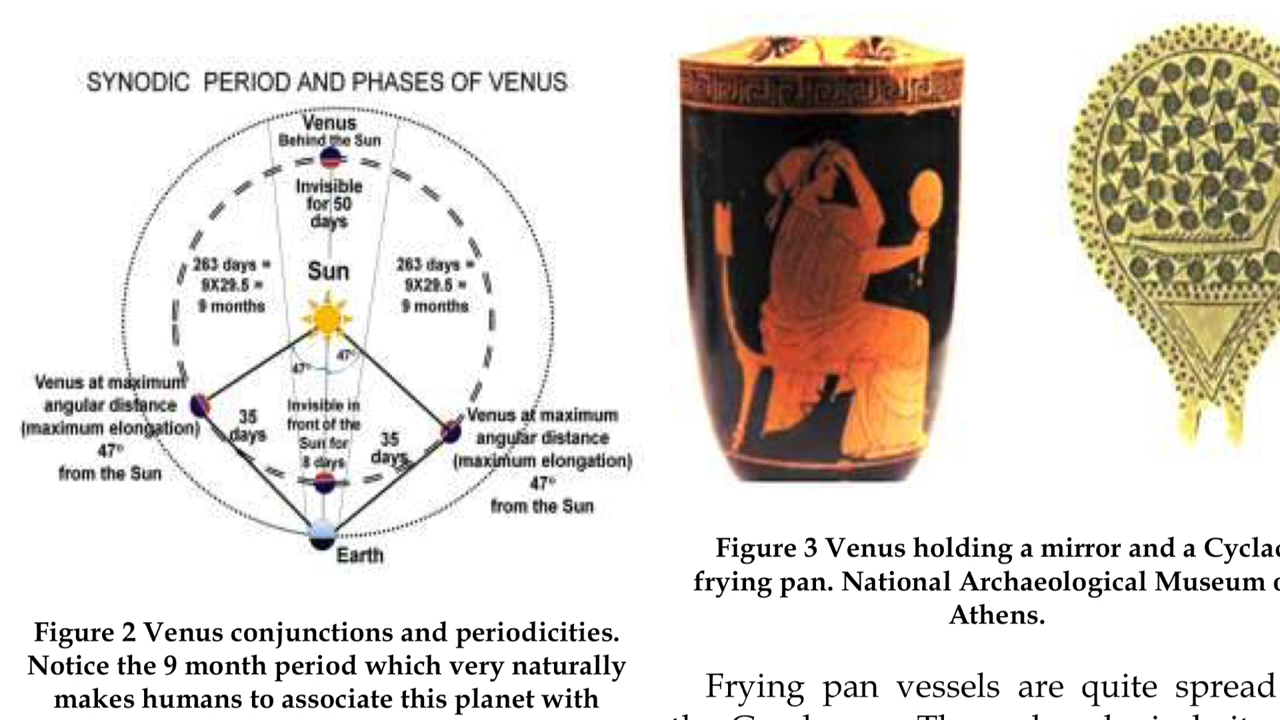 SYNODIC PERIOD AND PHASES OF VENUS
Venus
Behind the Sun
Invisible
for 50
days
263 days =
9X29.5 =
9 months
Sun
263 days =
9X29.5 =
9 months
47°
47°
Venus at maximum
angular distance
(maximum elongation)
47°
from the Sun
35
days
Invisible in
front of the
Sun for
8 days
35
days
Venus at maximum
angular distance
(maximum elongation)
47°
from the Sun
Earth
Figure 2 Venus conjunctions and periodicities.
Notice the 9 month period which very naturally
makes humans to associate this planet with
Figure 3 Venus holding a mirror and a
frying pan. National Archaeological Museum
Athens.
Frying pan vessels are quite spread